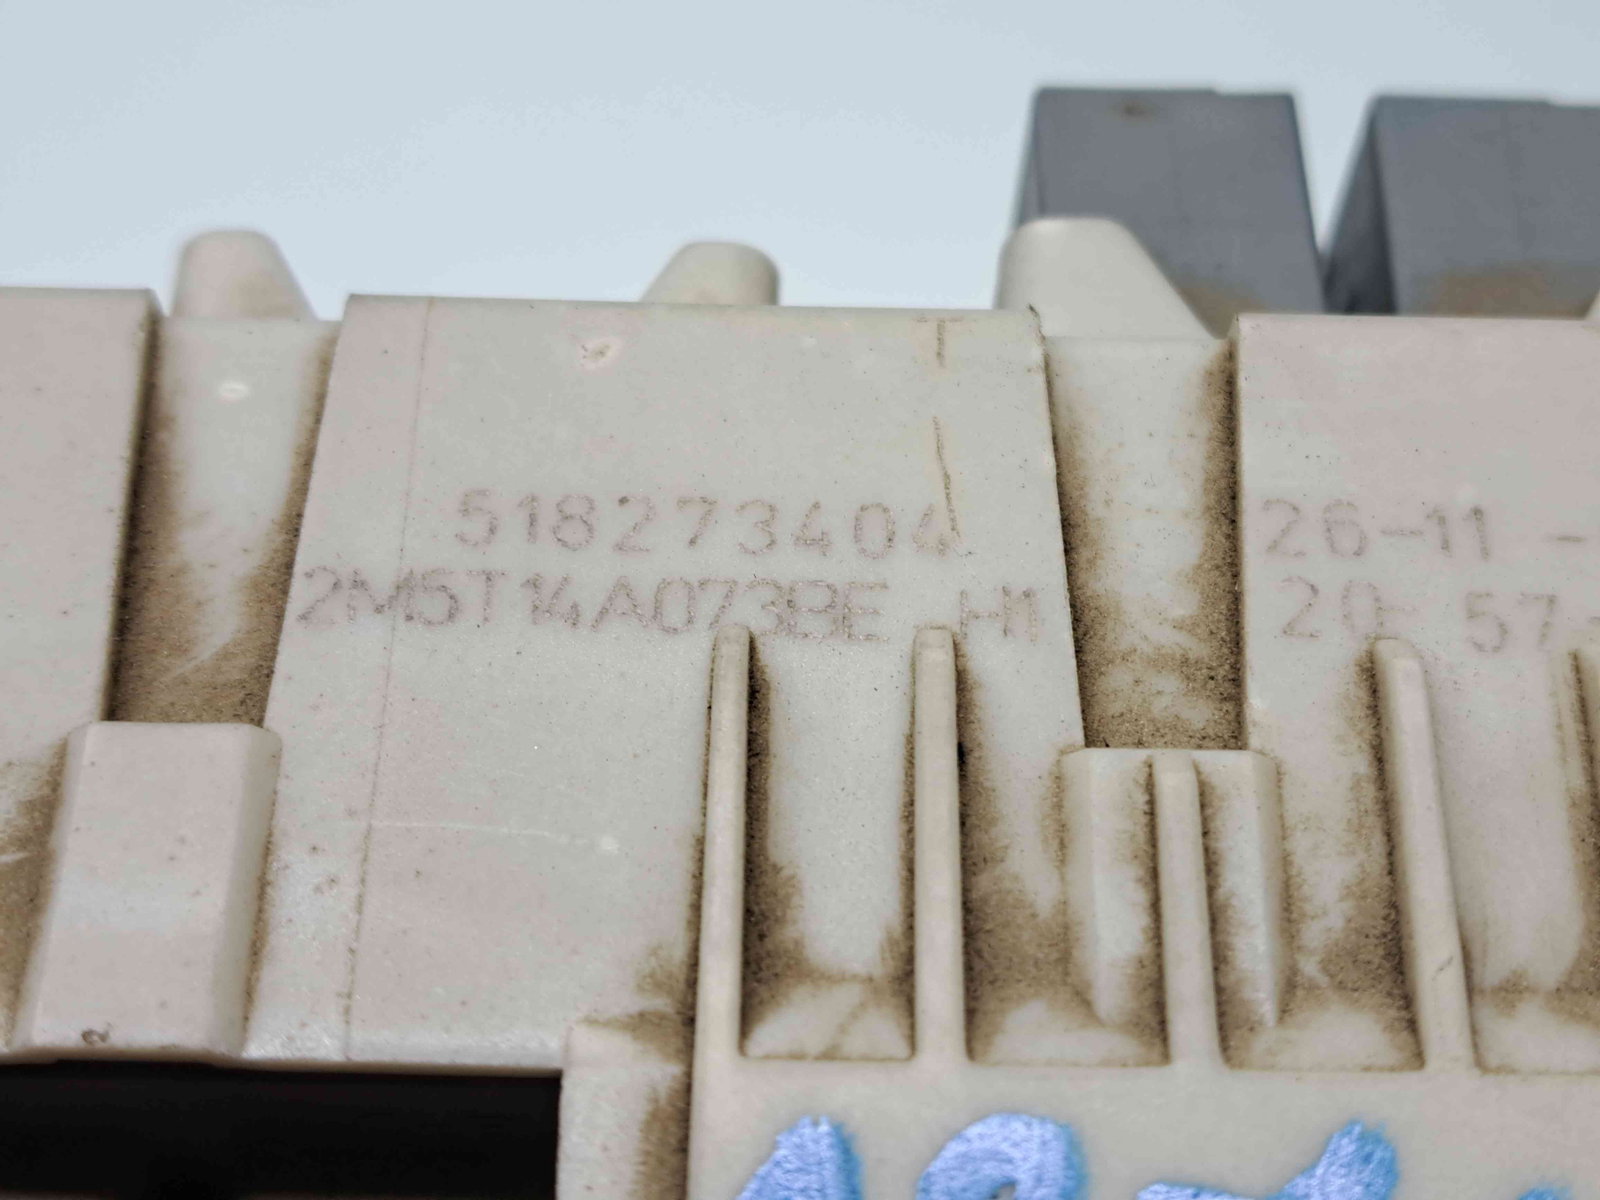 518273404
2M5T14A073BE H1
26-11 -
20- 57-